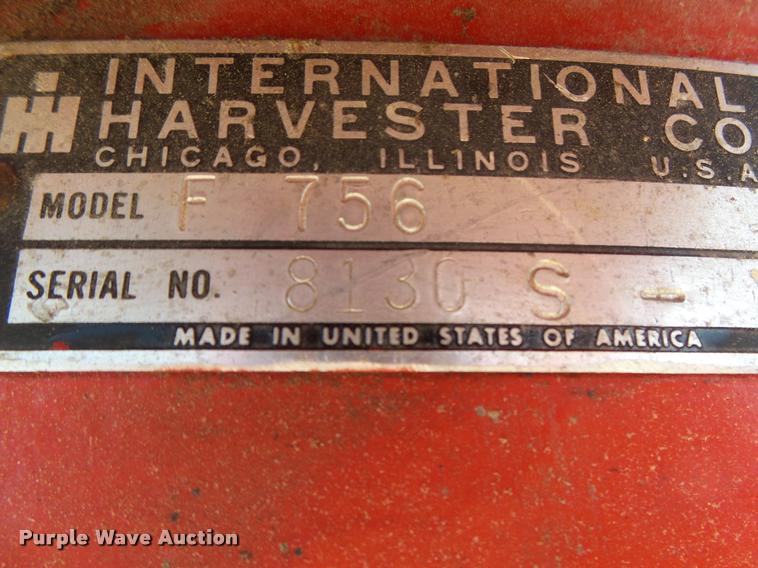 INTERNATIONAL
HARVESTER CO
CHICAGO, ILLINOIS U.S.A
MODEL F 756
SERIAL NO. 8130 S -
MADE IN UNITED STATES OF AMERICA
Purple Wave Auction